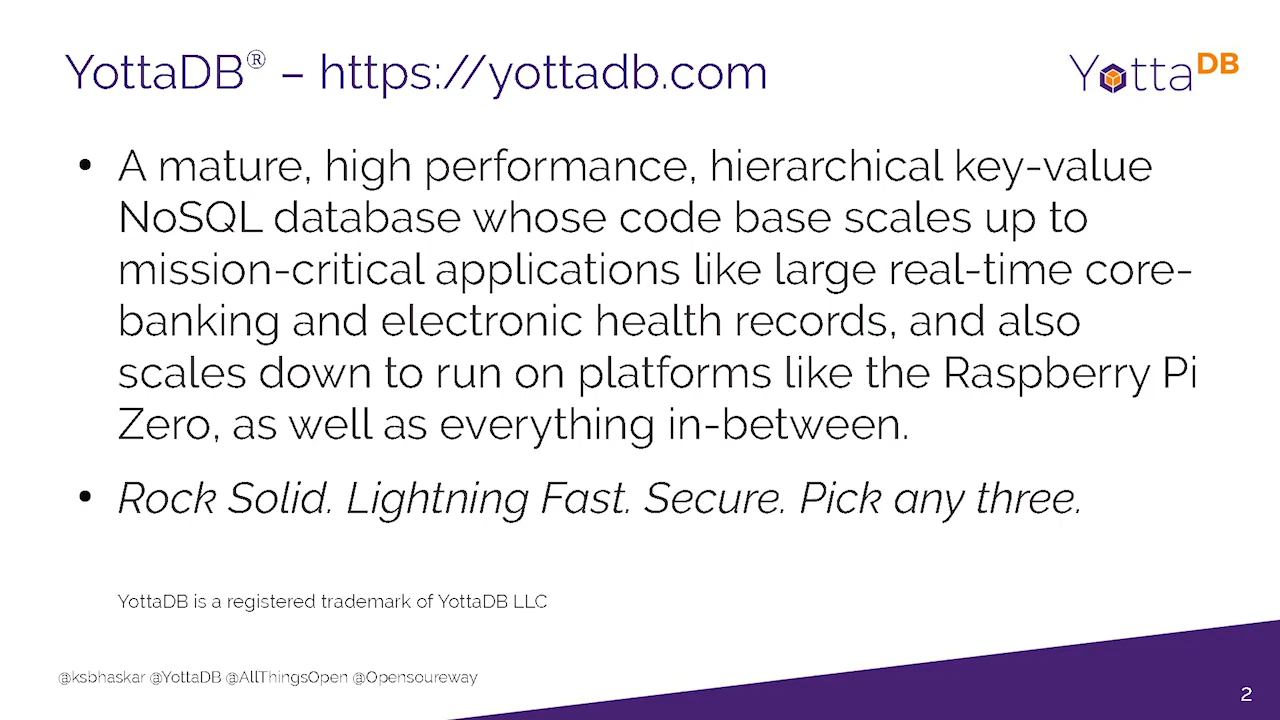 YottaDB® – https://yottadb.com
YottaDB
• A mature, high performance, hierarchical key-value
NoSQL database whose code base scales up to
mission-critical applications like large real-time core-
banking and electronic health records, and also
scales down to run on platforms like the Raspberry Pi
Zero, as well as everything in-between.
• Rock Solid. Lightning Fast. Secure. Pick any three.
YottaDB is a registered trademark of YottaDB LLC
@ksbhaskar @YottaDB @AllThingsOpen @Opensoureway
2